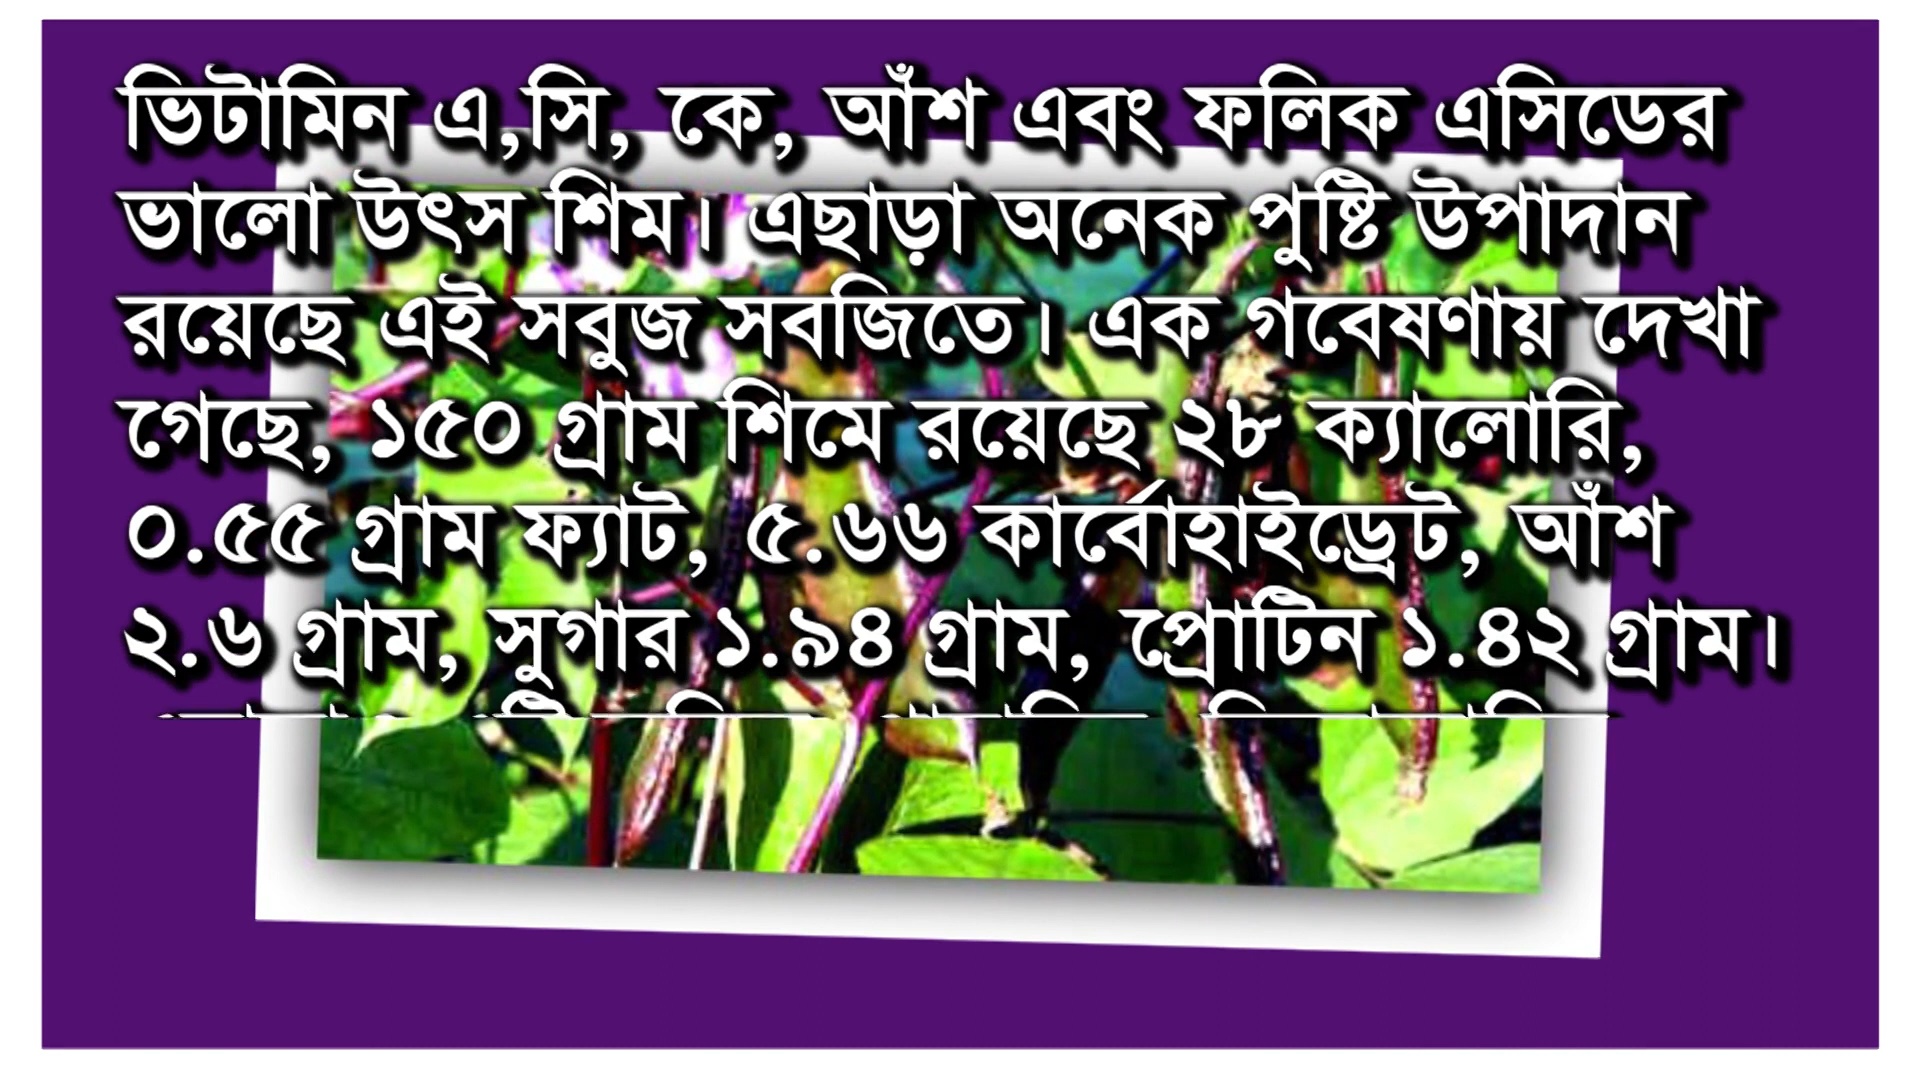 ভিটামিন এ,সি, কে, আঁশ এবং ফলিক এসিডের
ভালো উৎস শিম। এছাড়া অনেক পুষ্টি উপাদান
রয়েছে এই সবুজ সবজিতে। এক গবেষণায় দেখা
গেছে, ১৫০ গ্রাম শিমে রয়েছে ২৮ ক্যালোরি,
০.৫৫ গ্রাম ফ্যাট, ৫.৬৬ কার্বোহাইড্রেট, আঁশ
২.৬ গ্রাম, সুগার ১.৯৪ গ্রাম, প্রোটিন ১.৪২ গ্রাম।